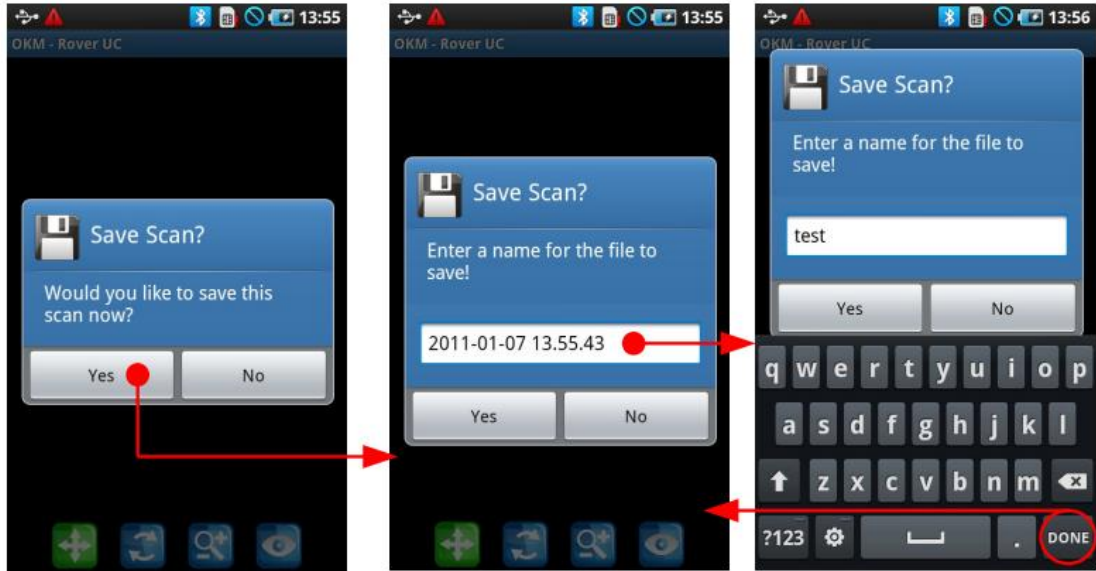 13:55
OKM - Rover UC
Save Scan?
Would you like to save this
scan now?
Yes No
13:55
OKM - Rover UC
Save Scan?
Enter a name for the file to
save!
2011-01-07 13.55.43
Yes No
13:56
OKM - Rover UC
Save Scan?
Enter a name for the file to
save!
test
Yes No
q w e r t y u i o p
a s d f g h j k l
z x c v b n m
?123 . DONE